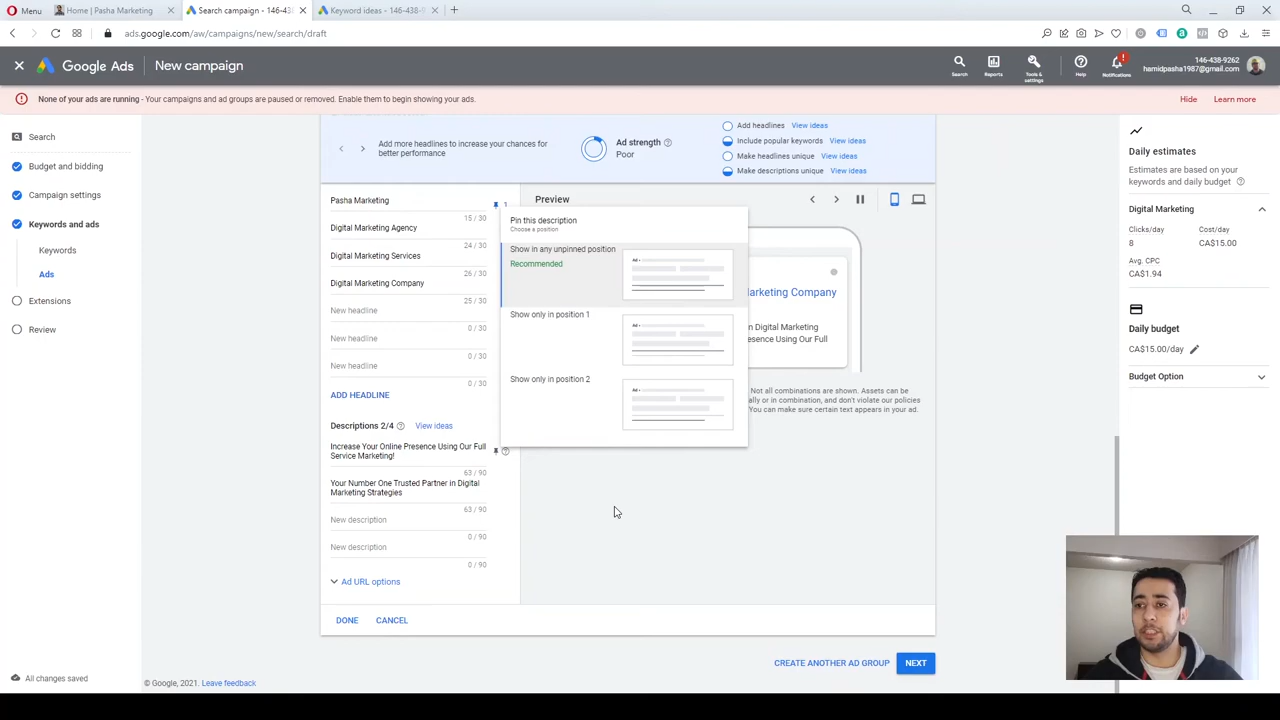 Menu
Home | Pasha Marketing
Search campaign - 146-43
Keyword ideas - 146-438-
ads.google.com/aw/campaigns/new/search/draft
Google Ads
New campaign
Search
Reports
Tools & settings
Help
Notifications
146-438-9262
hamidpasha1987@gmail.com
None of your ads are running - Your campaigns and ad groups are paused or removed. Enable them to begin showing your ads.
Hide
Learn more
Search
Budget and bidding
Campaign settings
Keywords and ads
Keywords
Ads
Extensions
Review
All changes saved
Add more headlines to increase your chances for
better performance
Ad strength
Poor
Add headlines View ideas
Include popular keywords View ideas
Make headlines unique View ideas
Make descriptions unique View ideas
Pasha Marketing
1
15 / 30
Digital Marketing Agency
24 / 30
Digital Marketing Services
26 / 30
Digital Marketing Company
25 / 30
New headline
0 / 30
New headline
0 / 30
New headline
0 / 30
ADD HEADLINE
Descriptions 2/4 View ideas
Increase Your Online Presence Using Our Full
Service Marketing!
63 / 90
Your Number One Trusted Partner in Digital
Marketing Strategies
63 / 90
New description
0 / 90
New description
0 / 90
Ad URL options
DONE
CANCEL
Preview
Pin this description
Choose a position
Show in any unpinned position
Recommended
Show only in position 1
Show only in position 2
arketing Company
n Digital Marketing
esence Using Our Full
Not all combinations are shown. Assets can be
ally or in combination, and don't violate our policies
You can make sure certain text appears in your ad.
CREATE ANOTHER AD GROUP
NEXT
© Google, 2021. Leave feedback
Daily estimates
Estimates are based on your
keywords and daily budget
Digital Marketing
Clicks/day
8
Cost/day
CA$15.00
Avg. CPC
CA$1.94
Daily budget
CA$15.00/day
Budget Option